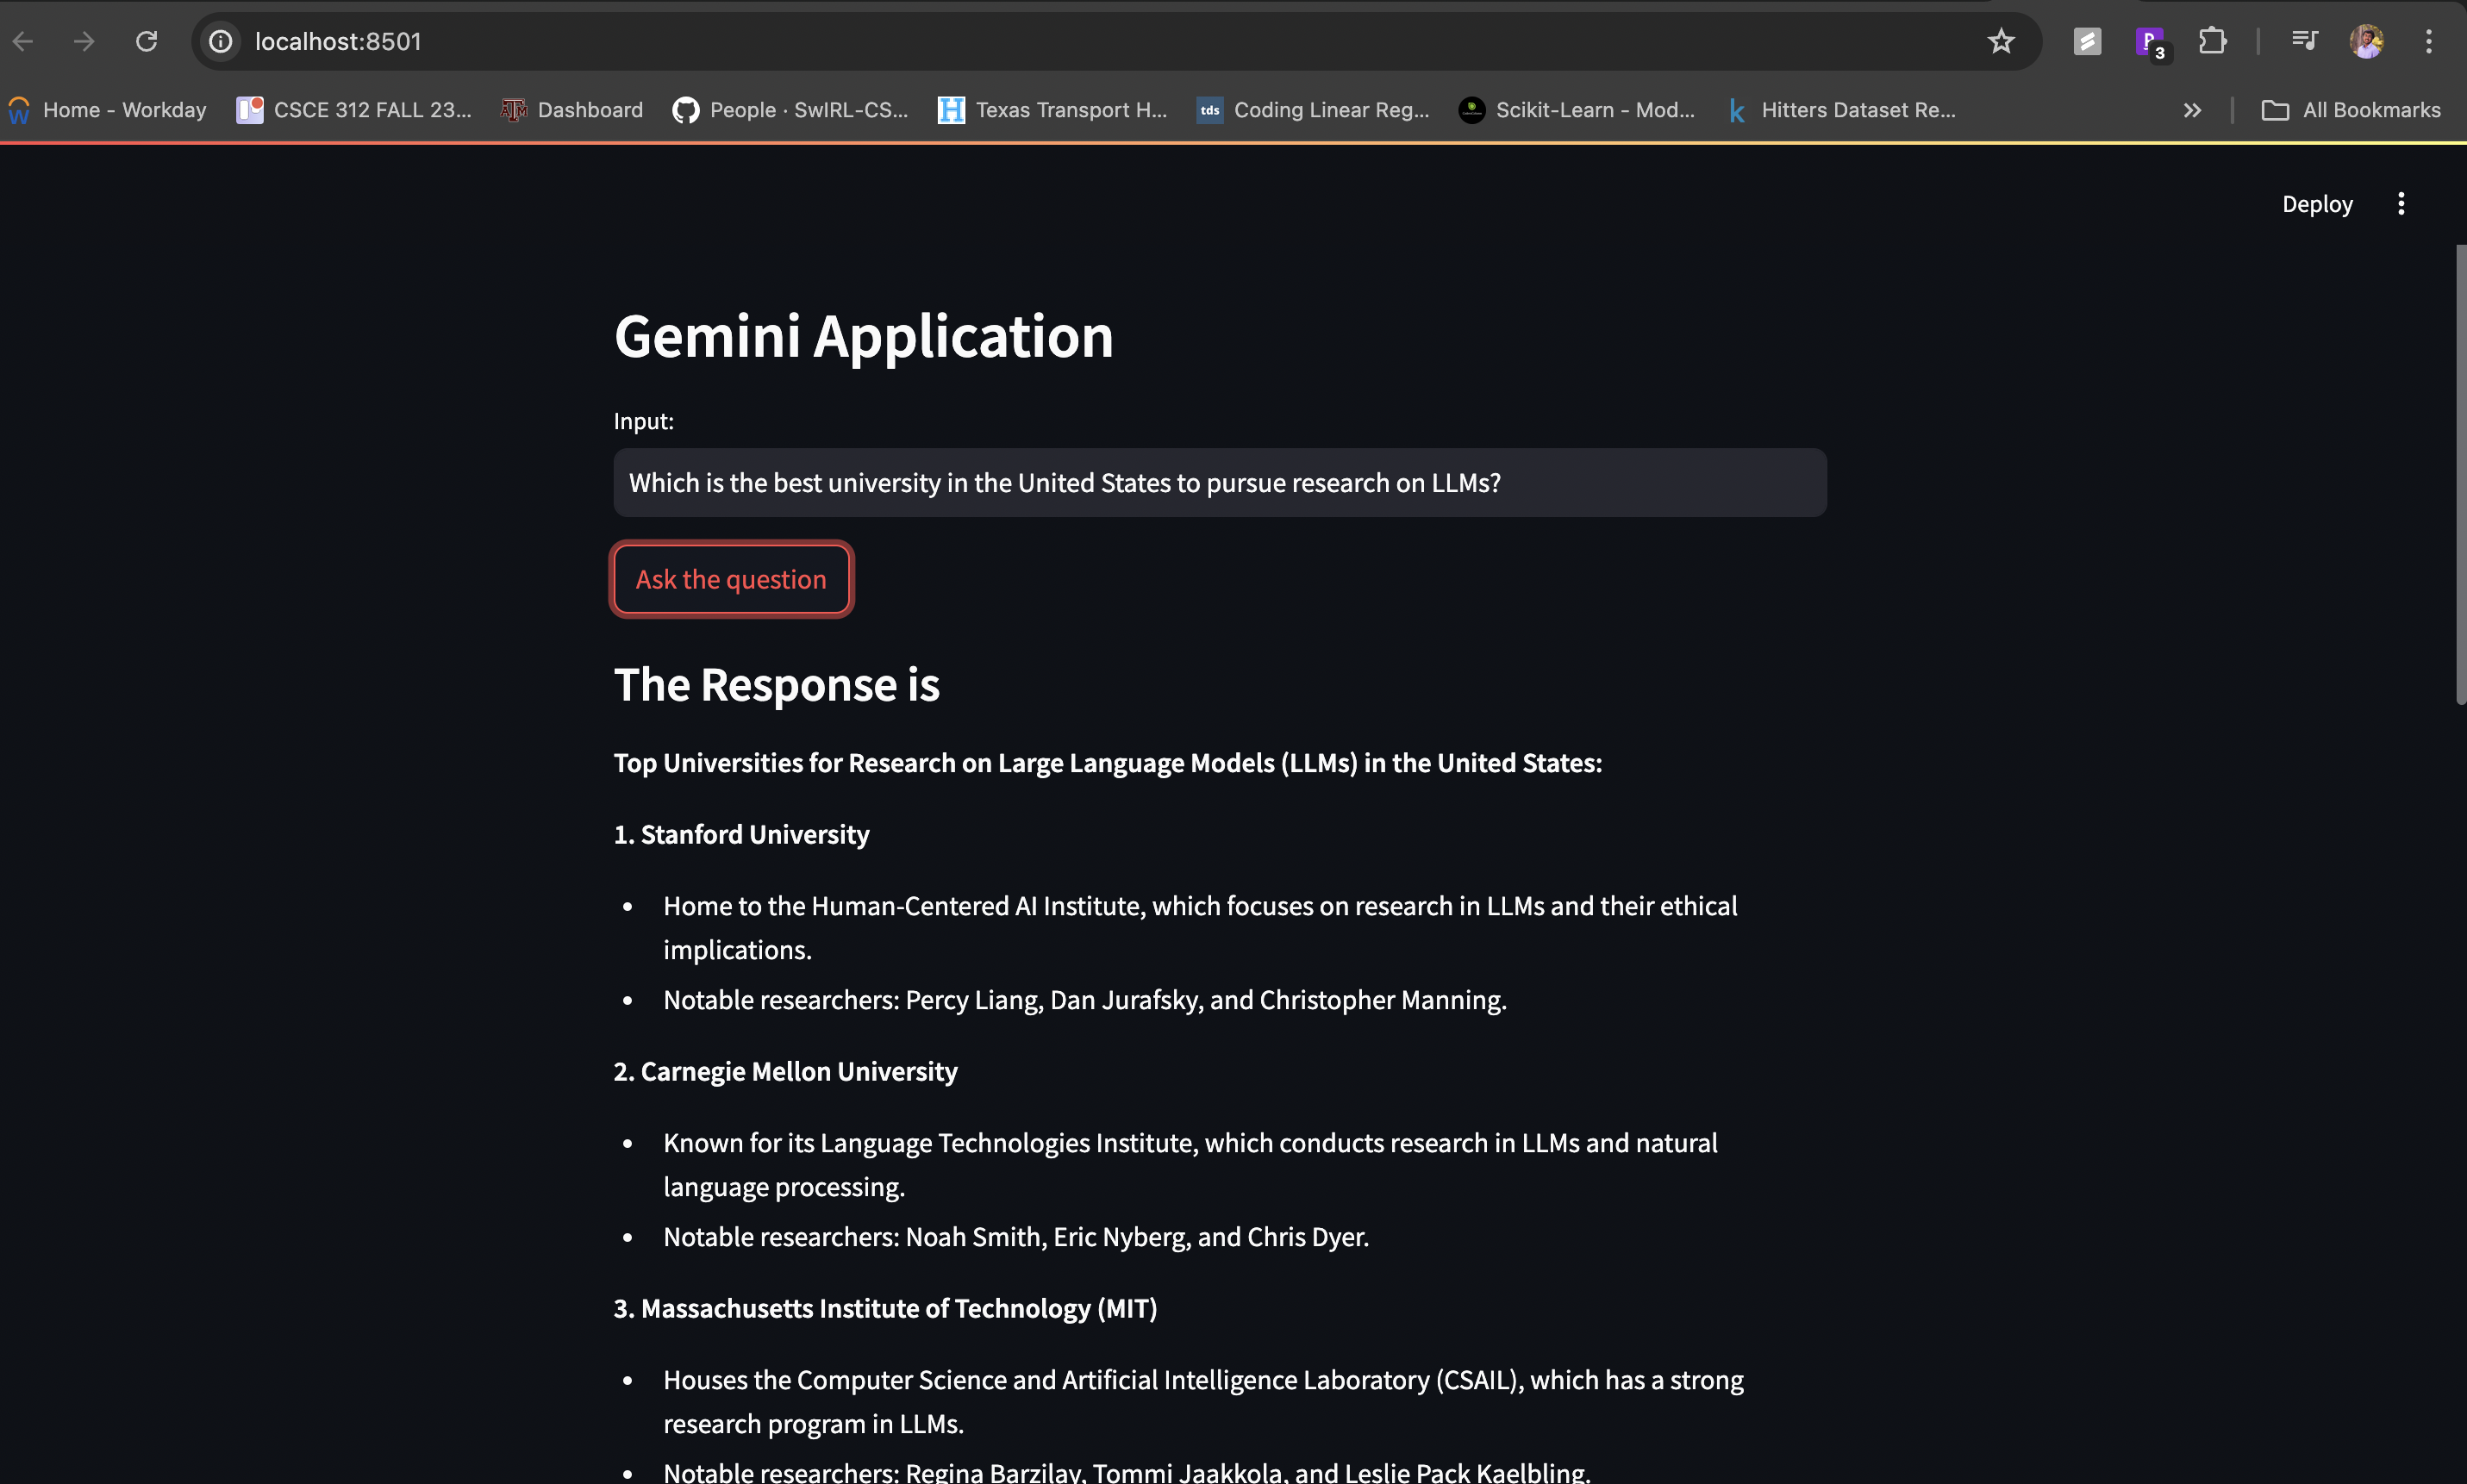 localhost:8501
3
Home - Workday
CSCE 312 FALL 23...
Dashboard
People · SwIRL-CS...
Texas Transport H...
tds
Coding Linear Reg...
Scikit-Learn - Mod...
k
Hitters Dataset Re...
All Bookmarks
Deploy
Gemini Application
Input:
Which is the best university in the United States to pursue research on LLMs?
Ask the question
The Response is
Top Universities for Research on Large Language Models (LLMs) in the United States:
1. Stanford University
• Home to the Human-Centered AI Institute, which focuses on research in LLMs and their ethical
implications.
• Notable researchers: Percy Liang, Dan Jurafsky, and Christopher Manning.
2. Carnegie Mellon University
• Known for its Language Technologies Institute, which conducts research in LLMs and natural
language processing.
• Notable researchers: Noah Smith, Eric Nyberg, and Chris Dyer.
3. Massachusetts Institute of Technology (MIT)
• Houses the Computer Science and Artificial Intelligence Laboratory (CSAIL), which has a strong
research program in LLMs.
• Notable researchers: Regina Barzilay, Tommi Jaakkola, and Leslie Pack Kaelbling.